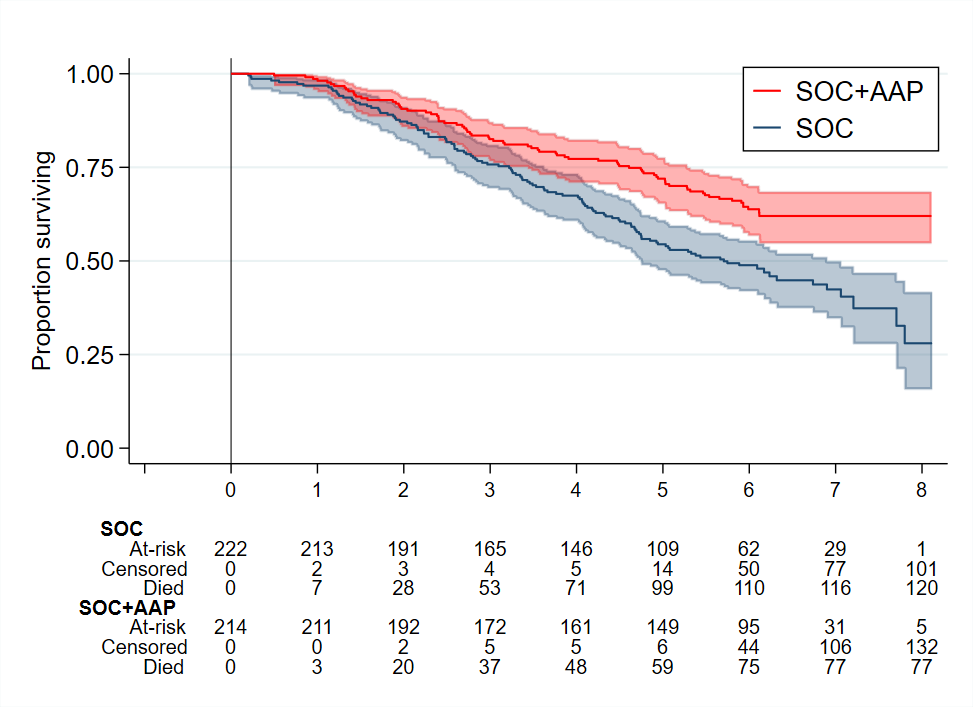 1.00
0.75
0.50
0.25
0.00
Proportion surviving
SOC+AAP
SOC
0 1 2 3 4 5 6 7 8
SOC
At-risk 222 213 191 165 146 109 62 29 1
Censored 0 2 3 4 5 14 50 77 101
Died 0 7 28 53 71 99 110 116 120
SOC+AAP
At-risk 214 211 192 172 161 149 95 31 5
Censored 0 0 2 5 5 6 44 106 132
Died 0 3 20 37 48 59 75 77 77